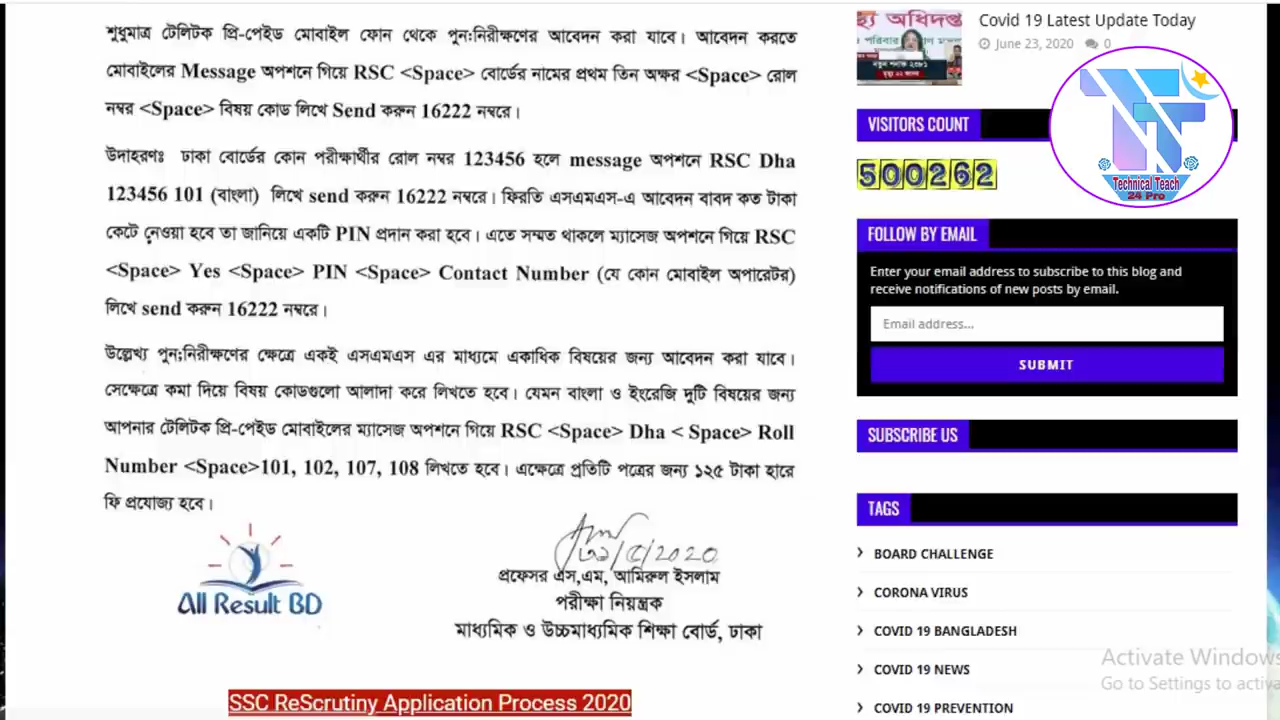 শুধুমাত্র টেলিটক প্রি-পেইড মোবাইল ফোন থেকে পুন:নিরীক্ষণের আবেদন করা যাবে। আবেদন করতে
মোবাইলের Message অপশনে গিয়ে RSC <Space> বোর্ডের নামের প্রথম তিন অক্ষর <Space> রোল
নম্বর <Space> বিষয় কোড লিখে Send করুন 16222 নম্বরে।
উদাহরণঃ ঢাকা বোর্ডের কোন পরীক্ষার্থীর রোল নম্বর 123456 হলে message অপশনে RSC Dha
123456 101 (বাংলা) লিখে send করুন 16222 নম্বরে। ফিরতি এসএমএস-এ আবেদন বাবদ কত টাকা
কেটে নেওয়া হবে তা জানিয়ে একটি PIN প্রদান করা হবে। এতে সম্মত থাকলে ম্যাসেজ অপশনে গিয়ে RSC
<Space> Yes <Space> PIN <Space> Contact Number (যে কোন মোবাইল অপারেটর)
লিখে send করুন 16222 নম্বরে।
উল্লেখ্য পুন:নিরীক্ষণের ক্ষেত্রে একই এসএমএস এর মাধ্যমে একাধিক বিষয়ের জন্য আবেদন করা যাবে।
সেক্ষেত্রে কমা দিয়ে বিষয় কোডগুলো আলাদা করে লিখতে হবে। যেমন বাংলা ও ইংরেজি দুটি বিষয়ের জন্য
আপনার টেলিটক প্রি-পেইড মোবাইলের ম্যাসেজ অপশনে গিয়ে RSC <Space> Dha < Space> Roll
Number <Space>101, 102, 107, 108 লিখতে হবে। এক্ষেত্রে প্রতিটি পত্রের জন্য ১২৫ টাকা হারে
ফি প্রযোজ্য হবে।
All Result BD
প্রফেসর এস,এম, আমিরুল ইসলাম
পরীক্ষা নিয়ন্ত্রক
মাধ্যমিক ও উচ্চমাধ্যমিক শিক্ষা বোর্ড, ঢাকা
SSC ReScrutiny Application Process 2020
Covid 19 Latest Update Today
June 23, 2020 0
VISITORS COUNT
500262
Technical Teach
24 Pro
FOLLOW BY EMAIL
Enter your email address to subscribe to this blog and
receive notifications of new posts by email.
Email address...
SUBMIT
SUBSCRIBE US
TAGS
BOARD CHALLENGE
CORONA VIRUS
COVID 19 BANGLADESH
COVID 19 NEWS
COVID 19 PREVENTION
Activate Windows
Go to Settings to activa